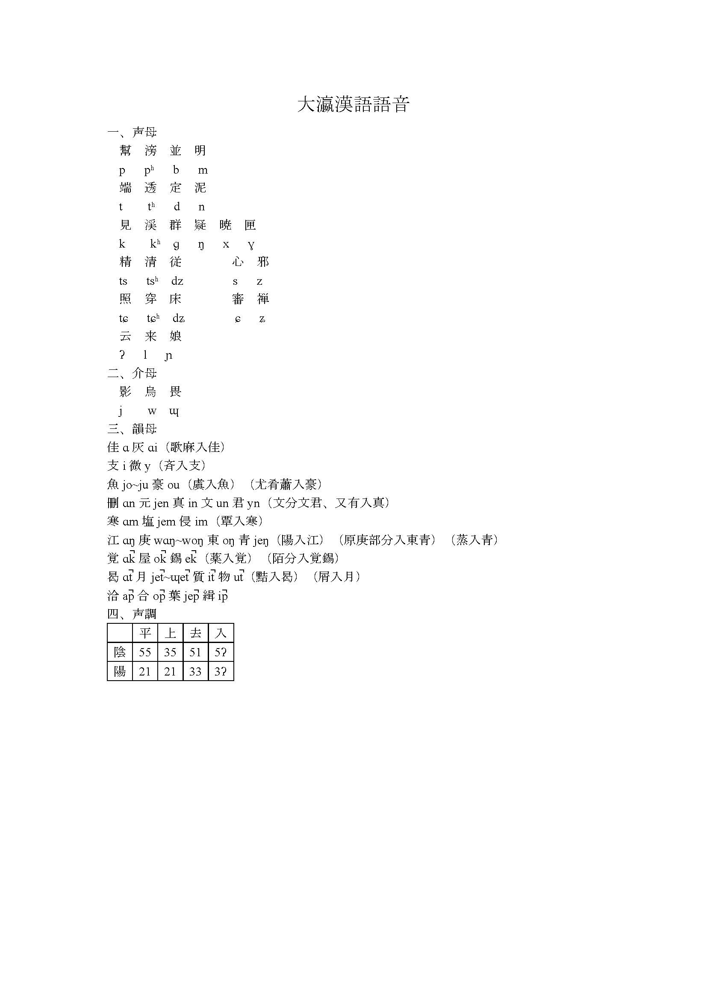 大瀛漢語語音
一、声母
幫 滂 並 明
p pʰ b m
端 透 定 泥
t tʰ d n
見 渓 群 疑 暁 匣
k kʰ ɡ ŋ x ɣ
精 清 従 心 邪
ts tsʰ dz s z
照 穿 床 審 禅
tɕ tɕʰ dʑ ɕ ʑ
云 来 娘
ʔ l ɲ
二、介母
影 烏 畏
j w ɰ
三、韻母
佳 ɑ 灰 ɑi（歌麻入佳）
支 i 微 y（斉入支）
魚 jo~ju 豪 ou（虞入魚）（尤肴蕭入豪）
刪 ɑn 元 jen 真 in 文 un 君 yn（文分文君、又有入真）
寒 ɑm 塩 jem 侵 im（覃入寒）
江 ɑŋ 庚 wɑŋ~woŋ 東 oŋ 青 jeŋ（陽入江）（原庚部分入東青）（蒸入青）
覚 ɑk̚ 屋 ok̚ 錫 ek̚（薬入覚）（陌分入覚錫）
曷 ɑt̚ 月 jet̚~ɰet̚ 質 it̚ 物 ut̚（黠入曷）（屑入月）
洽 ap̚ 合 op̚ 葉 jep̚ 緝 ip̚
四、声調
平 上 去 入
陰 55 35 51 5ʔ
陽 21 21 33 3ʔ